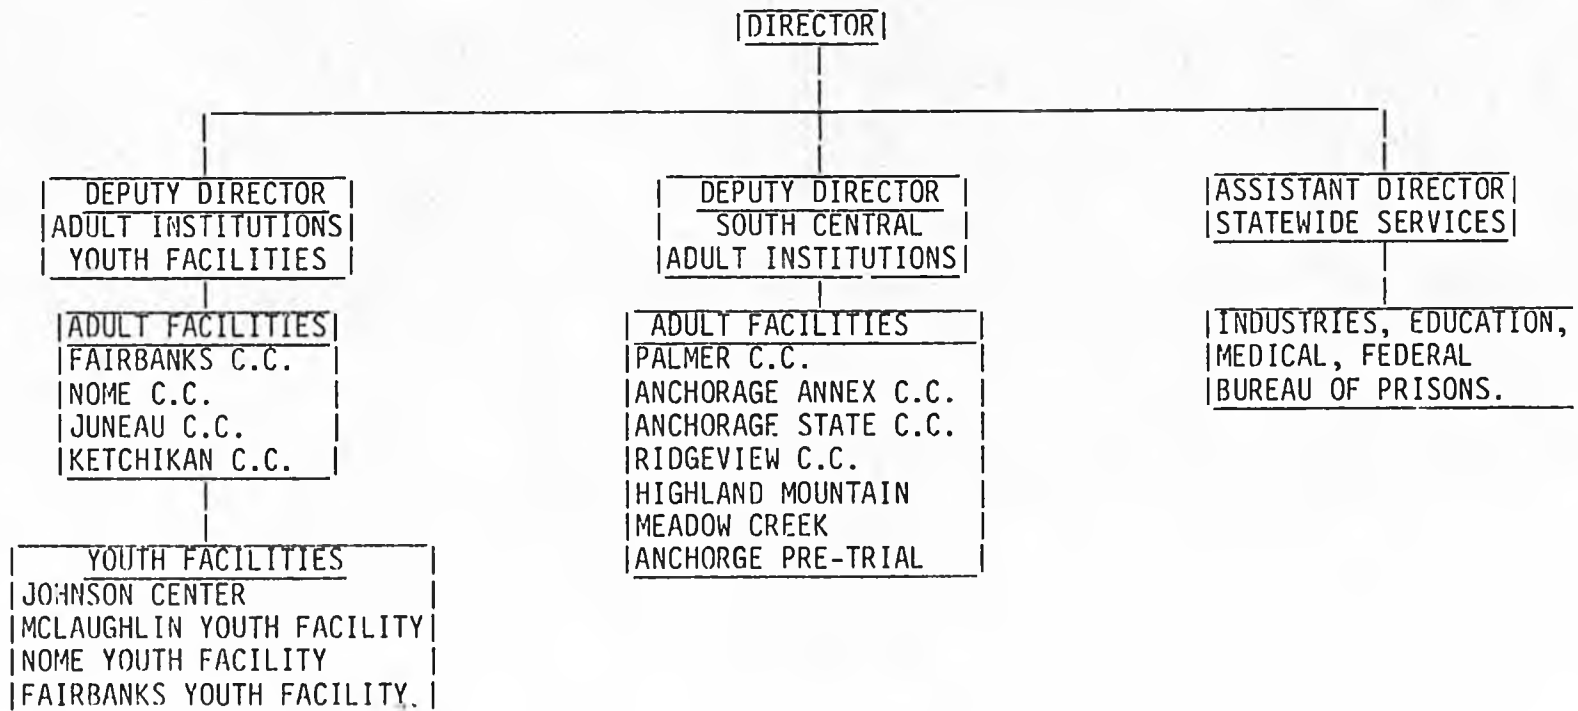 DIRECTOR
DEPUTY DIRECTOR
ADULT INSTITUTIONS
YOUTH FACILITIES
ADULT FACILITIES
FAIRBANKS C.C.
NOME C.C.
JUNEAU C.C.
KETCHIKAN C.C.
YOUTH FACILITIES
JOHNSON CENTER
MCLAUGHLIN YOUTH FACILITY
NOME YOUTH FACILITY
FAIRBANKS YOUTH FACILITY.
DEPUTY DIRECTOR
SOUTH CENTRAL
ADULT INSTITUTIONS
ADULT FACILITIES
PALMER C.C.
ANCHORAGE ANNEX C.C.
ANCHORAGE STATE C.C.
RIDGEVIEW C.C.
HIGHLAND MOUNTAIN
MEADOW CREEK
ANCHORGE PRE-TRIAL
ASSISTANT DIRECTOR
STATEWIDE SERVICES
INDUSTRIES, EDUCATION,
MEDICAL, FEDERAL
BUREAU OF PRISONS.